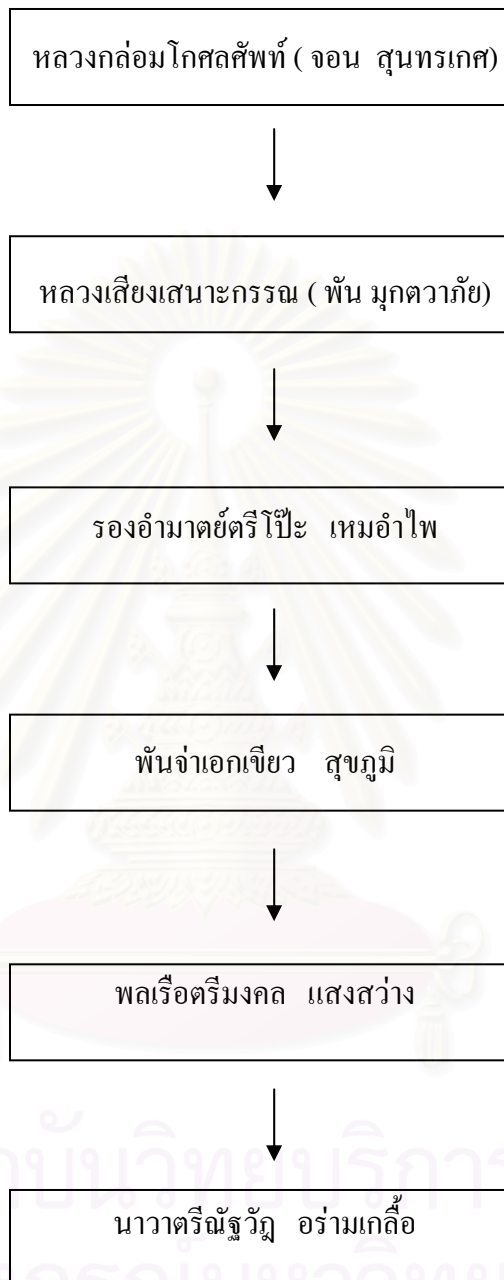 หลวงกล่อมโกศลศัพท์ ( จอน สุนทรเกศ)
หลวงเสียงเสนาะกรรณ ( พัน มุกตวาภัย)
รองอำมาตย์ตรีโป๊ะ เหมอำไพ
พันจ่าเอกเขียว สุขภูมิ
พลเรือตรีมงคล แสงสว่าง
นาวาตรีณัฐวัฎ อร่ามเกลื้อ